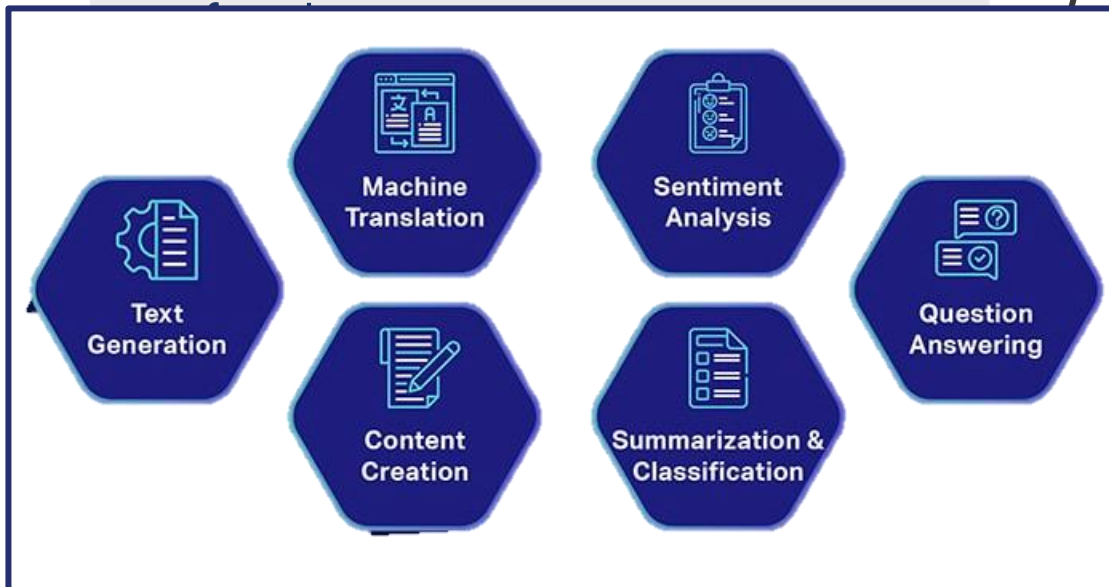 Machine
Translation
Sentiment
Analysis
Text
Generation
Question
Answering
Content
Creation
Summarization &
Classification